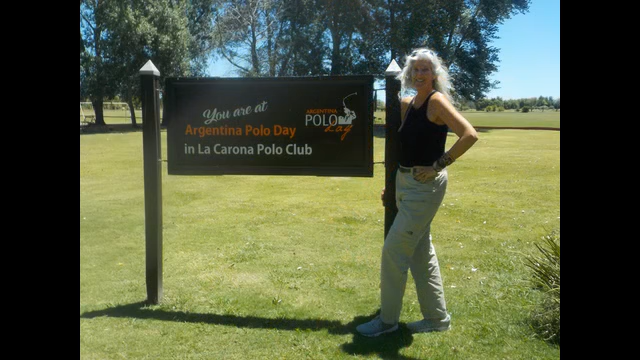 You are at
Argentina Polo Day
in La Carona Polo Club
ARGENTINA
POLO
Day